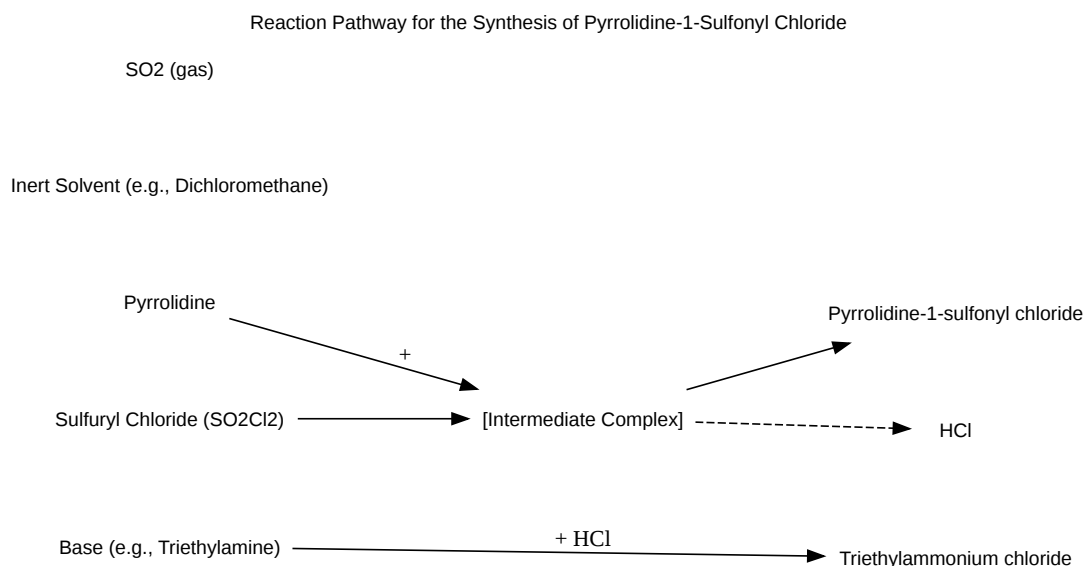 Reaction Pathway for the Synthesis of Pyrrolidine-1-Sulfonyl Chloride
SO2 (gas)
Inert Solvent (e.g., Dichloromethane)
Pyrrolidine
Pyrrolidine-1-sulfonyl chloride
+
Sulfuryl Chloride (SO2Cl2)
[Intermediate Complex]
HCl
Base (e.g., Triethylamine)
+ HCl
Triethylammonium chloride